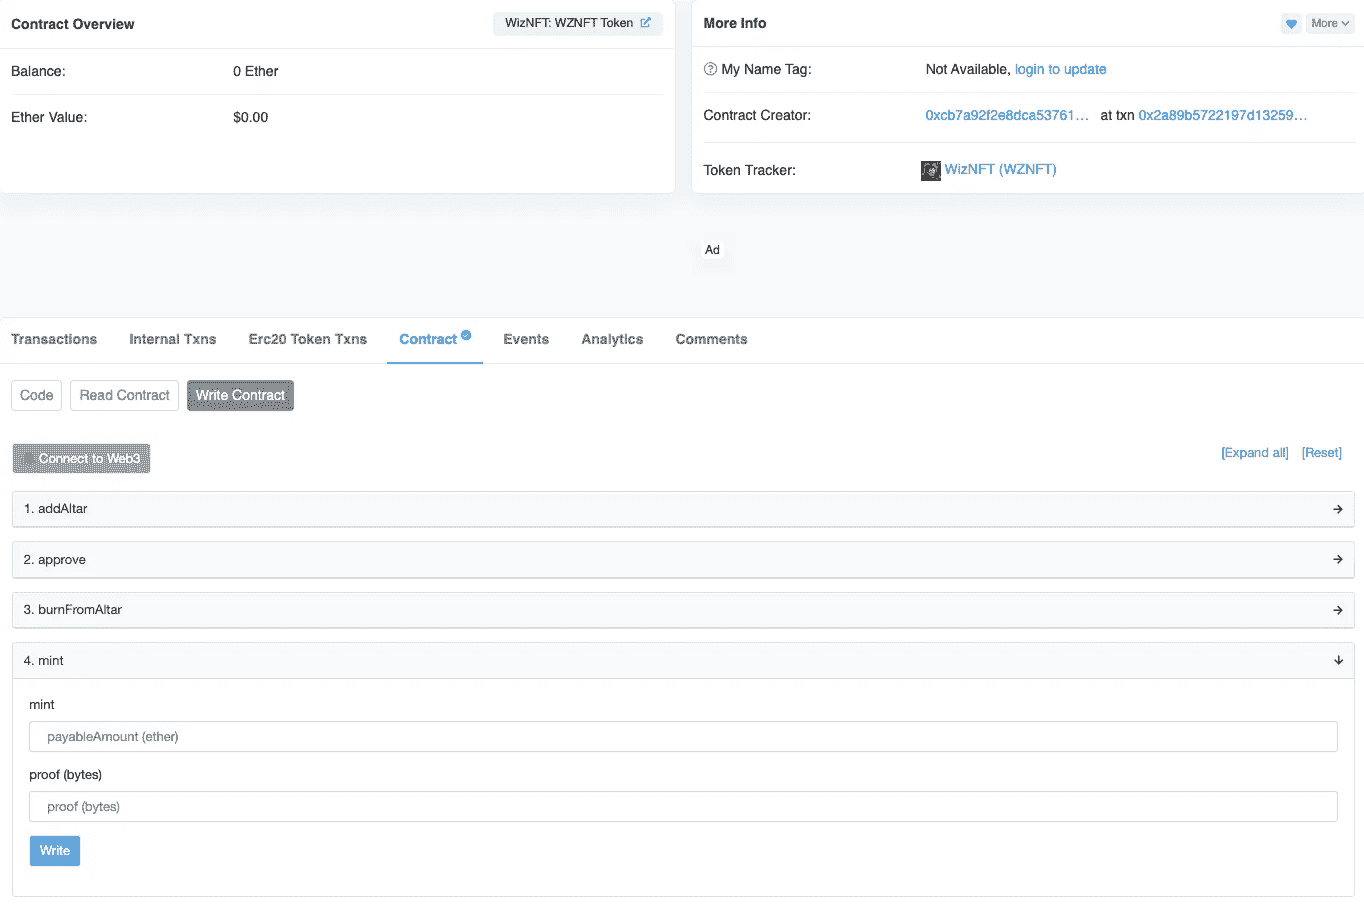 Contract Overview
WizNFT: WZNFT Token
Balance:
0 Ether
Ether Value:
$0.00
More Info
More
My Name Tag:
Not Available, login to update
Contract Creator:
0xcb7a92f2e8dca53761... at txn 0x2a89b5722197d13259...
Token Tracker:
WizNFT (WZNFT)
Ad
Transactions
Internal Txns
Erc20 Token Txns
Contract
Events
Analytics
Comments
Code
Read Contract
Write Contract
Connect to Web3
[Expand all]
[Reset]
1. addAltar
2. approve
3. burnFromAltar
4. mint
mint
payableAmount (ether)
proof (bytes)
proof (bytes)
Write